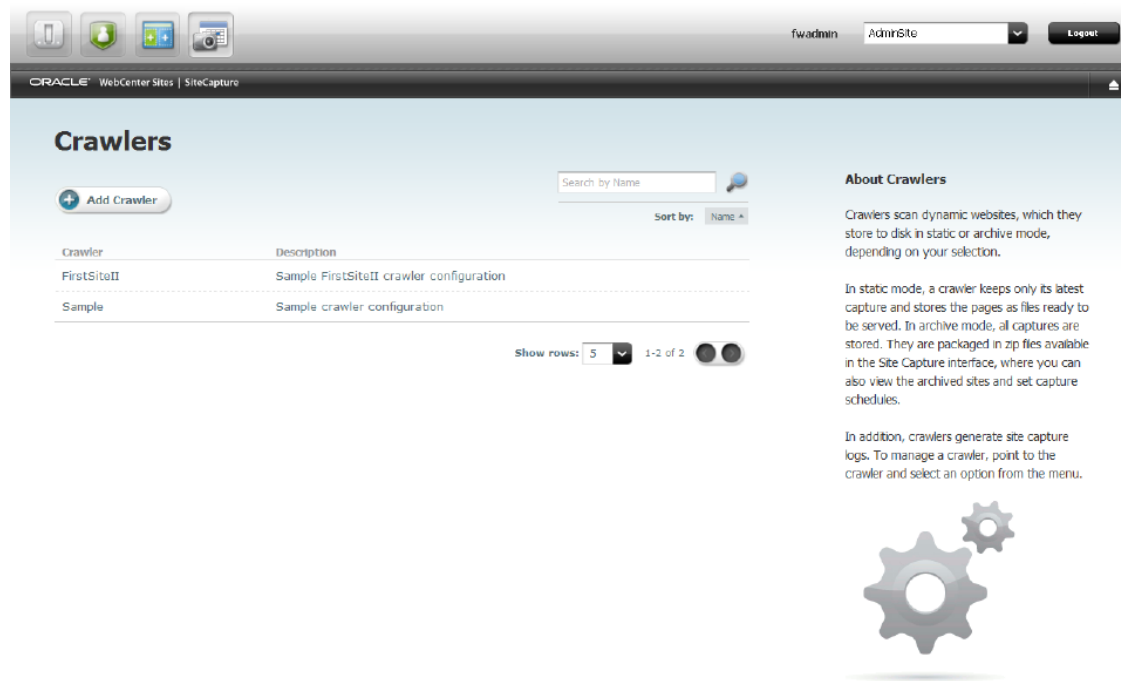 fwadmin AdminSite Logout
ORACLE WebCenter Sites | SiteCapture
Crawlers
Add Crawler
Search by Name
Sort by: Name
Crawler Description
FirstSiteII Sample FirstSiteII crawler configuration
Sample Sample crawler configuration
Show rows: 5 1-2 of 2
About Crawlers
Crawlers scan dynamic websites, which they
store to disk in static or archive mode,
depending on your selection.
In static mode, a crawler keeps only its latest
capture and stores the pages as files ready to
be served. In archive mode, all captures are
stored. They are packaged in zip files available
in the Site Capture interface, where you can
also view the archived sites and set capture
schedules.
In addition, crawlers generate site capture
logs. To manage a crawler, point to the
crawler and select an option from the menu.